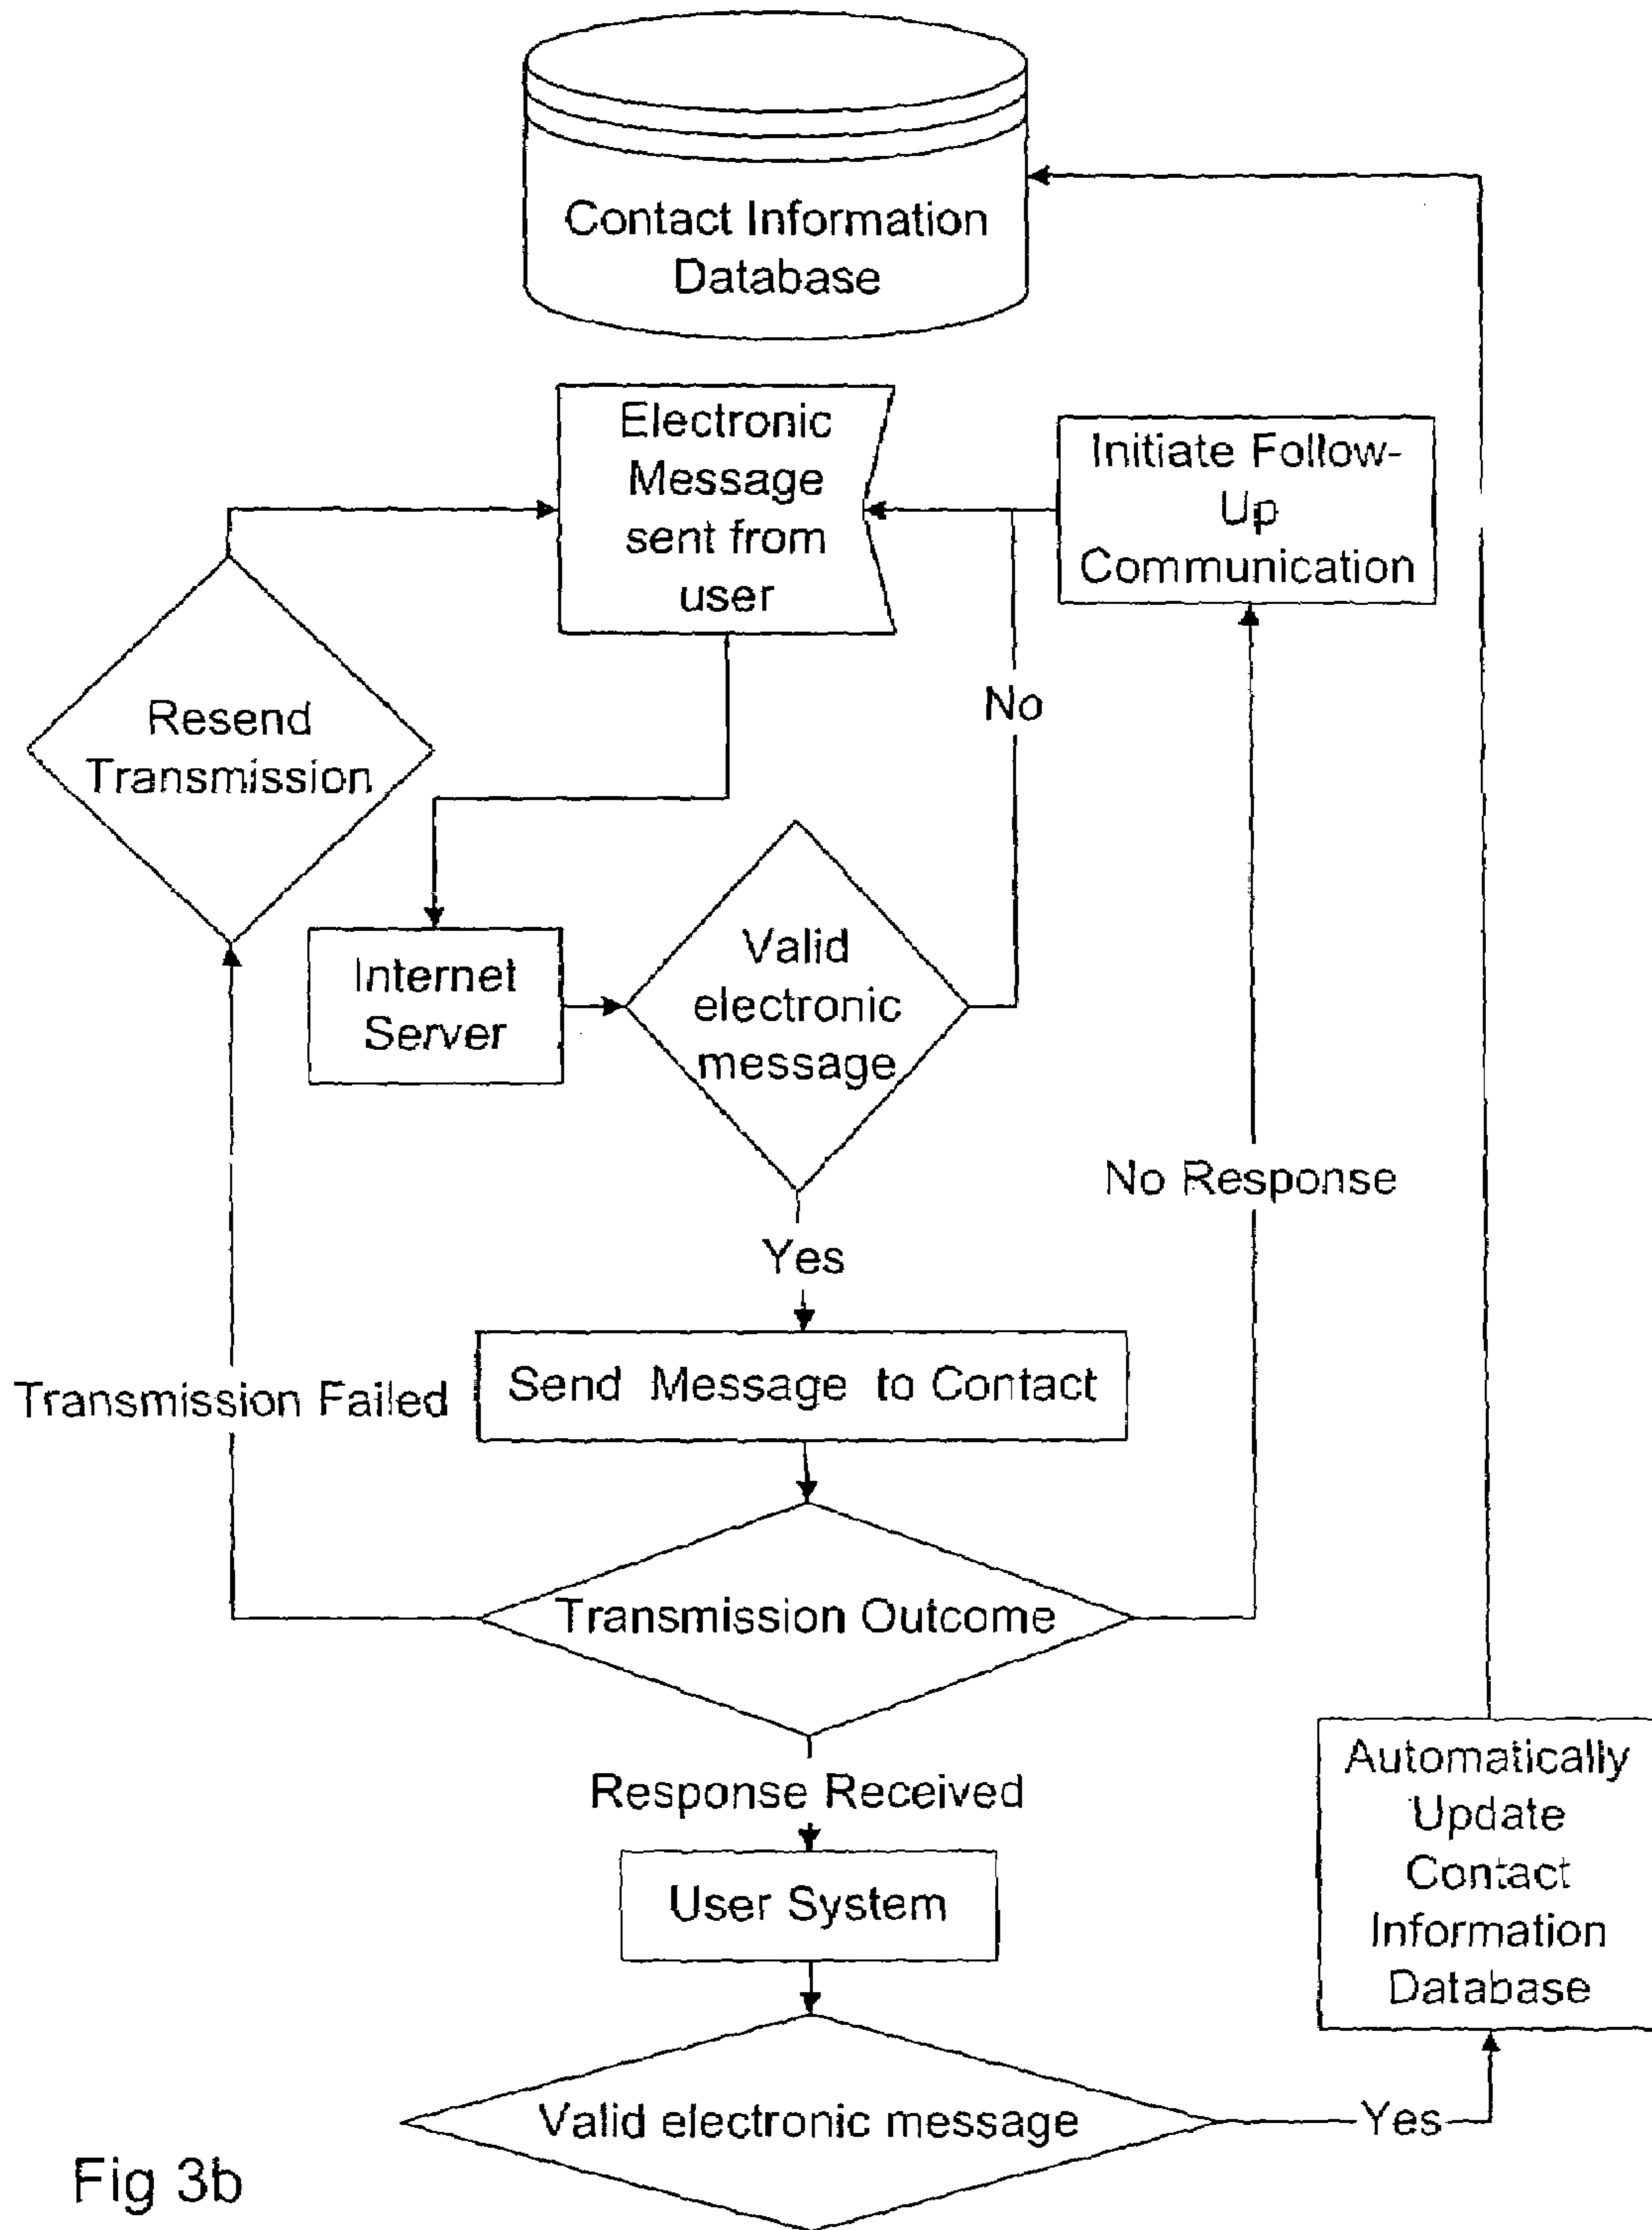 Contact Information
Database
Electronic
Message
sent from
user
Initiate Follow-
Up
Communication
Resend
Transmission
No
Internet
Server
Valid
electronic
message
No Response
Yes
Send Message to Contact
Transmission Failed
Transmission Outcome
Response Received
Automatically
Update
Contact
Information
Database
User System
Valid electronic message
Yes
Fig 3b